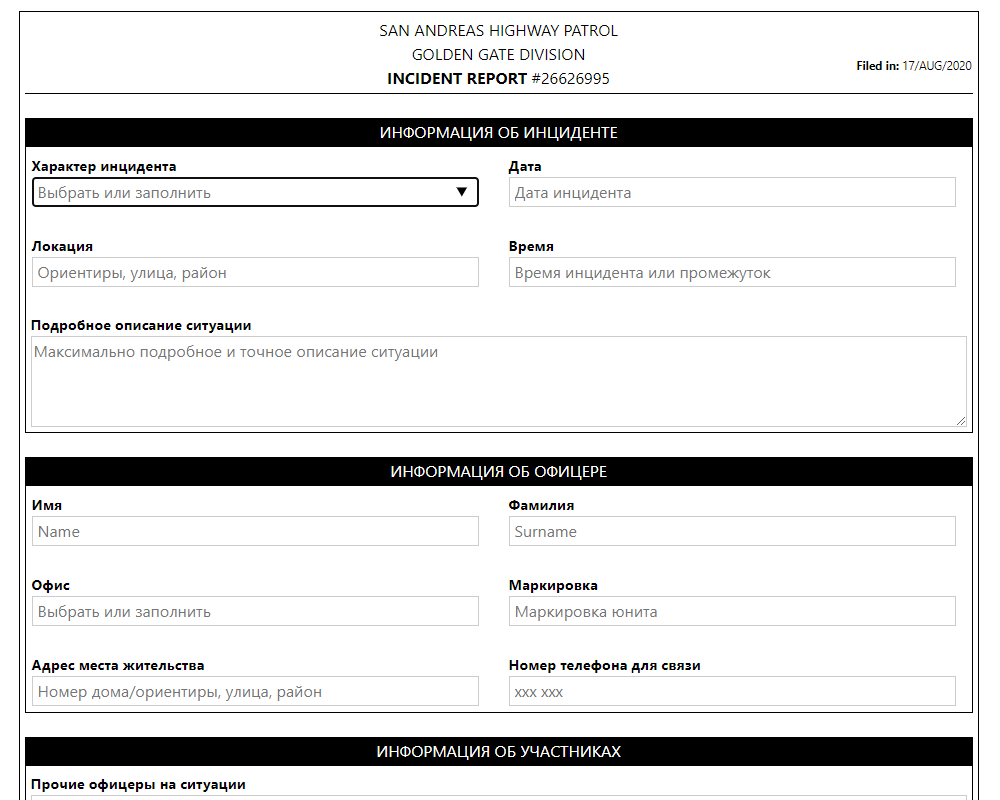 SAN ANDREAS HIGHWAY PATROL
GOLDEN GATE DIVISION
INCIDENT REPORT #26626995
Filed in: 17/AUG/2020
ИНФОРМАЦИЯ ОБ ИНЦИДЕНТЕ
Характер инцидента
Выбрать или заполнить
Дата
Дата инцидента
Локация
Ориентиры, улица, район
Время
Время инцидента или промежуток
Подробное описание ситуации
Максимально подробное и точное описание ситуации
ИНФОРМАЦИЯ ОБ ОФИЦЕРЕ
Имя
Name
Фамилия
Surname
Офис
Выбрать или заполнить
Маркировка
Маркировка юнита
Адрес места жительства
Номер дома/ориентиры, улица, район
Номер телефона для связи
xxx xxx
ИНФОРМАЦИЯ ОБ УЧАСТНИКАХ
Прочие офицеры на ситуации